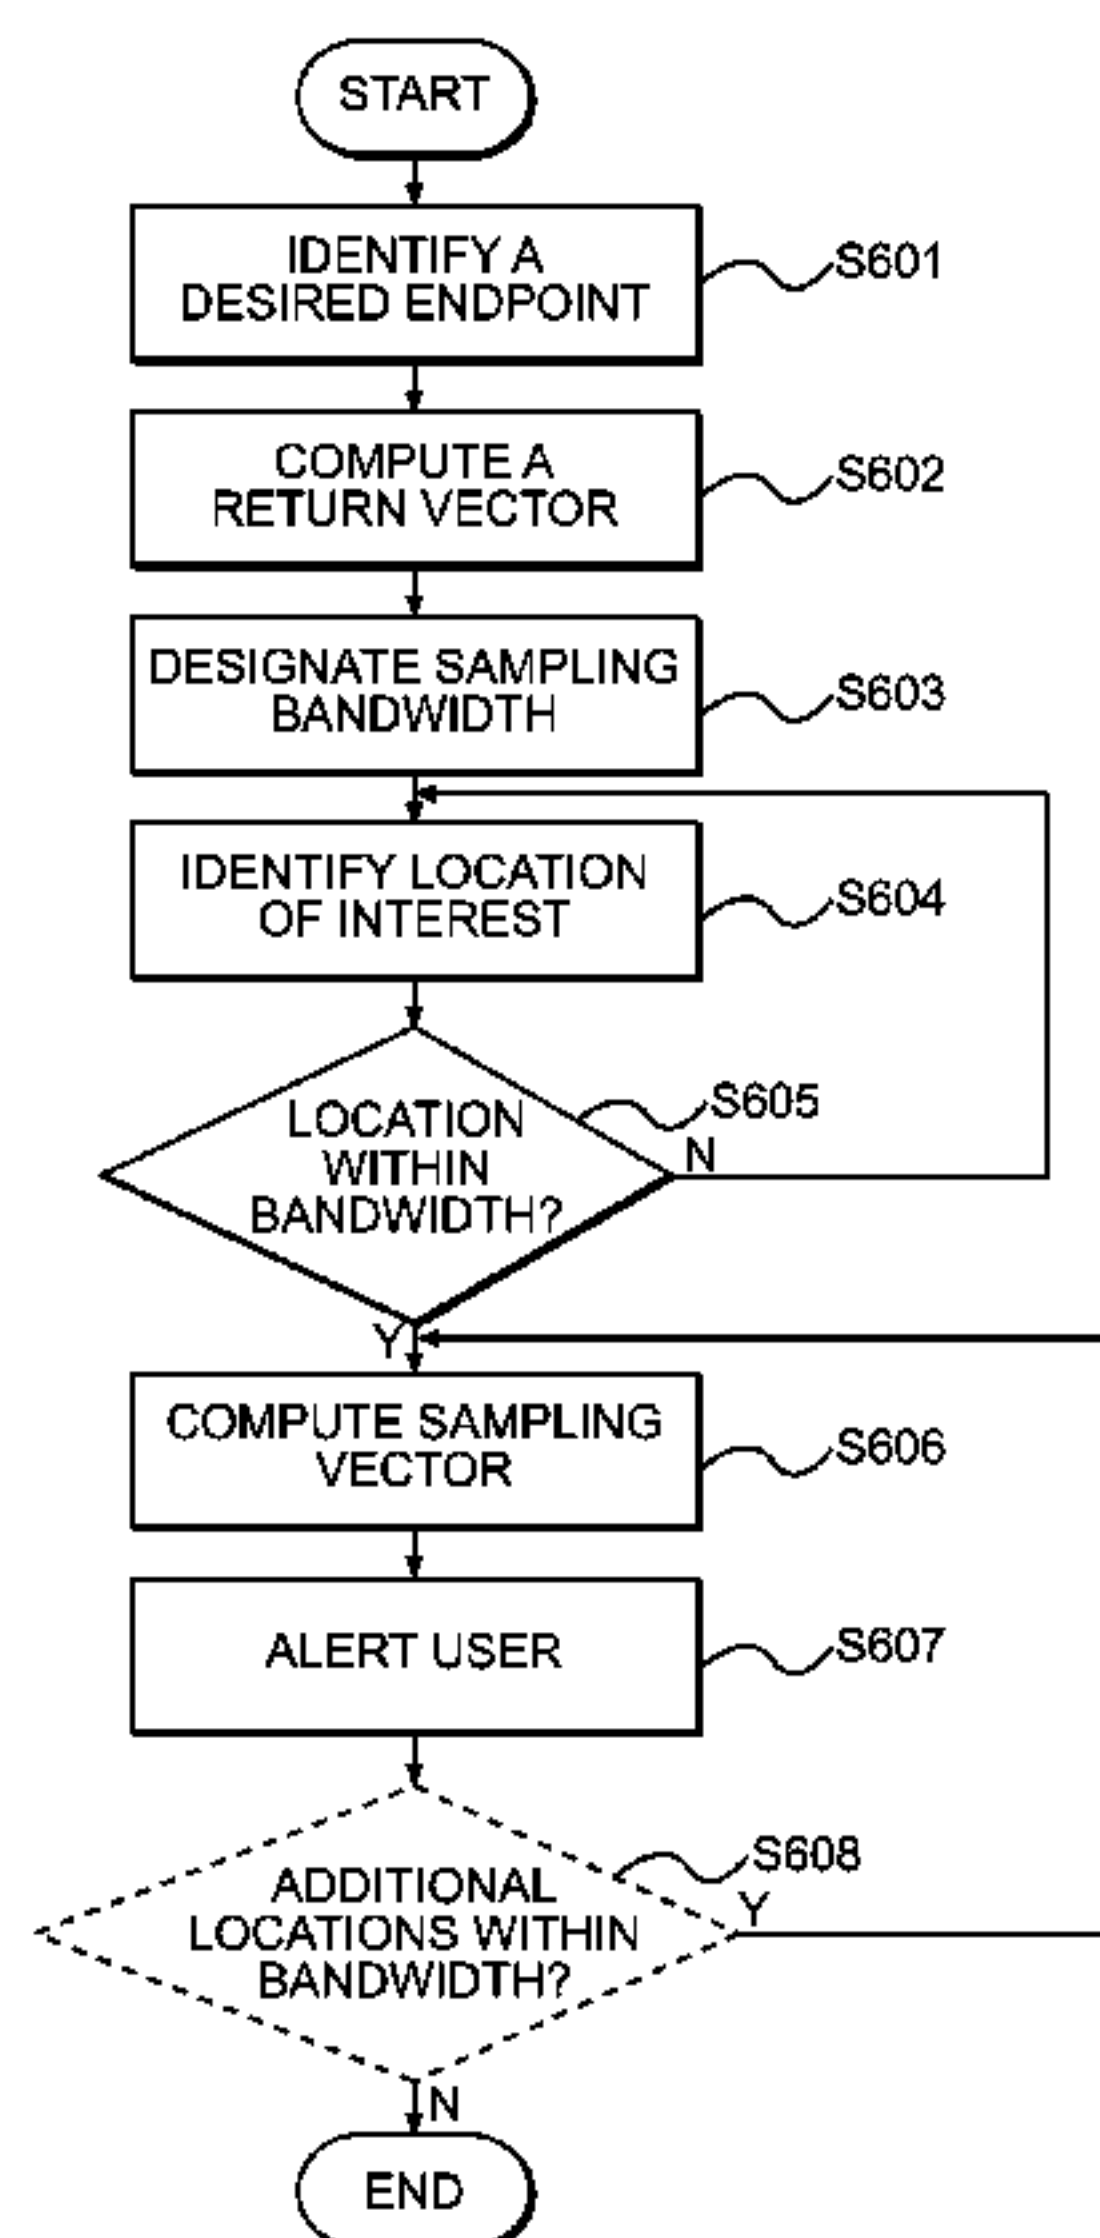 START
IDENTIFY A
DESIRED ENDPOINT
S601
COMPUTE A
RETURN VECTOR
S602
DESIGNATE SAMPLING
BANDWIDTH
S603
IDENTIFY LOCATION
OF INTEREST
S604
LOCATION
WITHIN
BANDWIDTH?
S605
N
Y
COMPUTE SAMPLING
VECTOR
S606
ALERT USER
S607
ADDITIONAL
LOCATIONS WITHIN
BANDWIDTH?
S608
Y
N
END